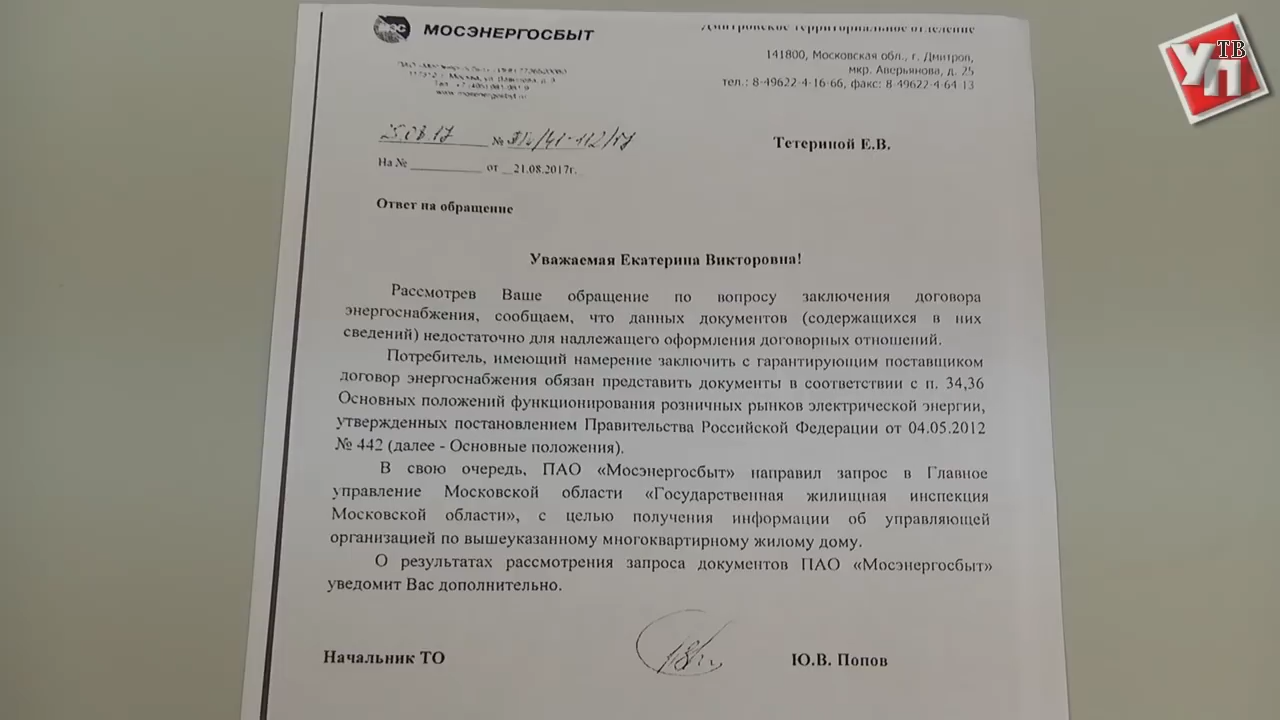 МЭС МОСЭНЕРГОСБЫТ
Дмитровское территориальное отделение
141800, Московская обл., г. Дмитров,
мкр. Аверьянова, д. 25
тел.: 8-49622-4-16-66, факс: 8-49622-4-64-13
УП ТВ
№
Тетериной Е.В.
На № от 21.08.2017г.
Ответ на обращение
Уважаемая Екатерина Викторовна!
Рассмотрев Ваше обращение по вопросу заключения договора
энергоснабжения, сообщаем, что данных документов (содержащихся в них
сведений) недостаточно для надлежащего оформления договорных отношений.
Потребитель, имеющий намерение заключить с гарантирующим поставщиком
договор энергоснабжения обязан представить документы в соответствии с п. 34,36
Основных положений функционирования розничных рынков электрической энергии,
утвержденных постановлением Правительства Российской Федерации от 04.05.2012
№ 442 (далее - Основные положения).
В свою очередь, ПАО «Мосэнергосбыт» направил запрос в Главное
управление Московской области «Государственная жилищная инспекция
Московской области», с целью получения информации об управляющей
организацией по вышеуказанному многоквартирному жилому дому.
О результатах рассмотрения запроса документов ПАО «Мосэнергосбыт»
уведомит Вас дополнительно.
Начальник ТО
Ю.В. Попов